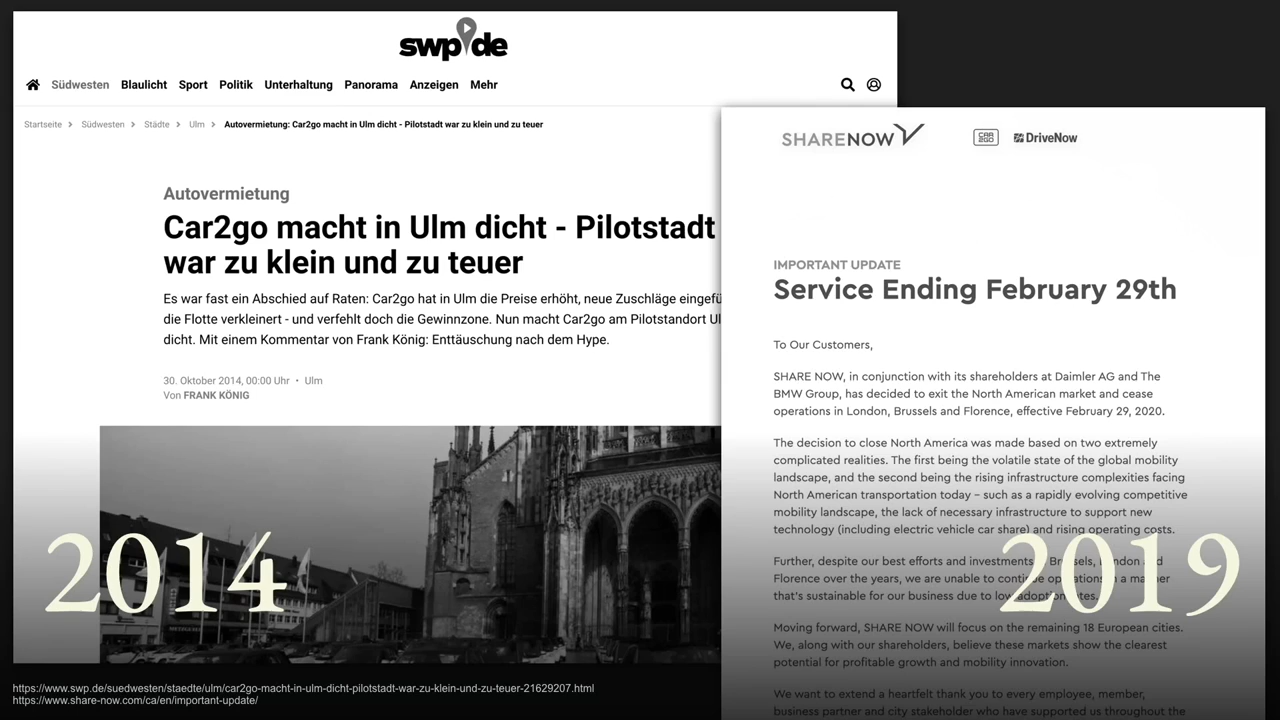 swp de
Südwesten Blaulicht Sport Politik Unterhaltung Panorama Anzeigen Mehr
Startseite > Südwesten > Städte > Ulm > Autovermietung: Car2go macht in Ulm dicht - Pilotstadt war zu klein und zu teuer
Autovermietung
Car2go macht in Ulm dicht - Pilotstadt
war zu klein und zu teuer
Es war fast ein Abschied auf Raten: Car2go hat in Ulm die Preise erhöht, neue Zuschläge
die Flotte verkleinert - und verfehlt doch die Gewinnzone. Nun macht Car2go am Pilotstandort
dicht. Mit einem Kommentar von Frank König: Enttäuschung nach dem Hype.
30. Oktober 2014, 00:00 Uhr • Ulm
Von FRANK KÖNIG
2014
SHARE NOW
CAR2GO
DriveNow
IMPORTANT UPDATE
Service Ending February 29th
To Our Customers,
SHARE NOW, in conjunction with its shareholders at Daimler AG and The
BMW Group, has decided to exit the North American market and cease
operations in London, Brussels and Florence, effective February 29, 2020.
The decision to close North America was made based on two extremely
complicated realities. The first being the volatile state of the global mobility
landscape, and the second being the rising infrastructure complexities facing
North American transportation today – such as a rapidly evolving competitive
mobility landscape, the lack of necessary infrastructure to support new
technology (including electric vehicle car share) and rising operating costs.
Further, despite our best efforts and investments Brussels, London and
Florence over the years, we are unable to continue operations in a manner
that's sustainable for our business due to low adoption rates.
2019
Moving forward, SHARE NOW will focus on the remaining 18 European cities.
We, along with our shareholders, believe these markets show the clearest
potential for profitable growth and mobility innovation.
We want to extend a heartfelt thank you to every employee, member,
business partner and city stakeholder who have supported us throughout the
https://www.swp.de/suedwesten/staedte/ulm/car2go-macht-in-ulm-dicht-pilotstadt-war-zu-klein-und-zu-teuer-21629207.html
https://www.share-now.com/ca/en/important-update/